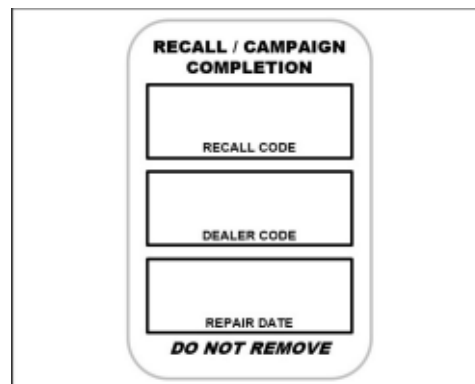 RECALL / CAMPAIGN
COMPLETION
RECALL CODE
DEALER CODE
REPAIR DATE
DO NOT REMOVE